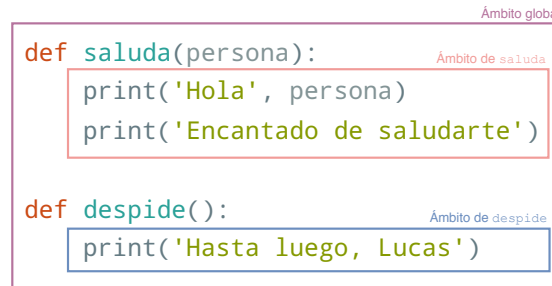 Ámbito globa
def saluda(persona):
Ámbito de saluda
print('Hola', persona)
print('Encantado de saludarte')
def despide():
Ámbito de despide
print('Hasta luego, Lucas')